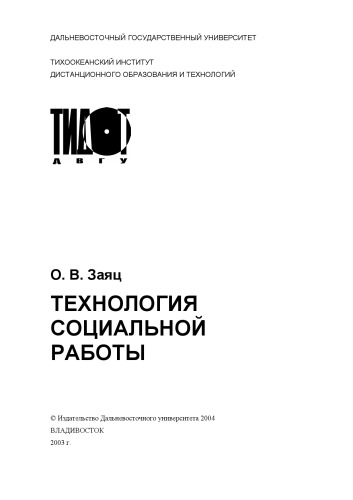 ДАЛЬНЕВОСТОЧНЫЙ ГОСУДАРСТВЕННЫЙ УНИВЕРСИТЕТ
ТИХООКЕАНСКИЙ ИНСТИТУТ
ДИСТАНЦИОННОГО ОБРАЗОВАНИЯ И ТЕХНОЛОГИЙ
ТИДОТ
ДВГУ
О. В. Заяц
ТЕХНОЛОГИЯ
СОЦИАЛЬНОЙ
РАБОТЫ
© Издательство Дальневосточного университета 2004
ВЛАДИВОСТОК
2003 г.